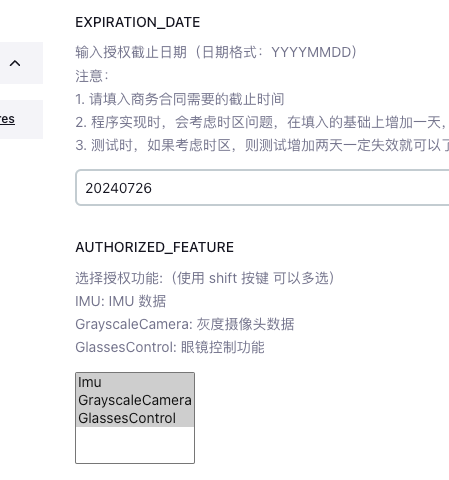 EXPIRATION_DATE
输入授权截止日期（日期格式：YYYYMMDD）
注意：
1. 请填入商务合同需要的截止时间
2. 程序实现时，会考虑时区问题，在填入的基础上增加一天，
res
3. 测试时，如果考虑时区，则测试增加两天一定失效就可以了
20240726
AUTHORIZED_FEATURE
选择授权功能:（使用 shift 按键 可以多选）
IMU: IMU 数据
GrayscaleCamera: 灰度摄像头数据
GlassesControl: 眼镜控制功能
Imu
GrayscaleCamera
GlassesControl